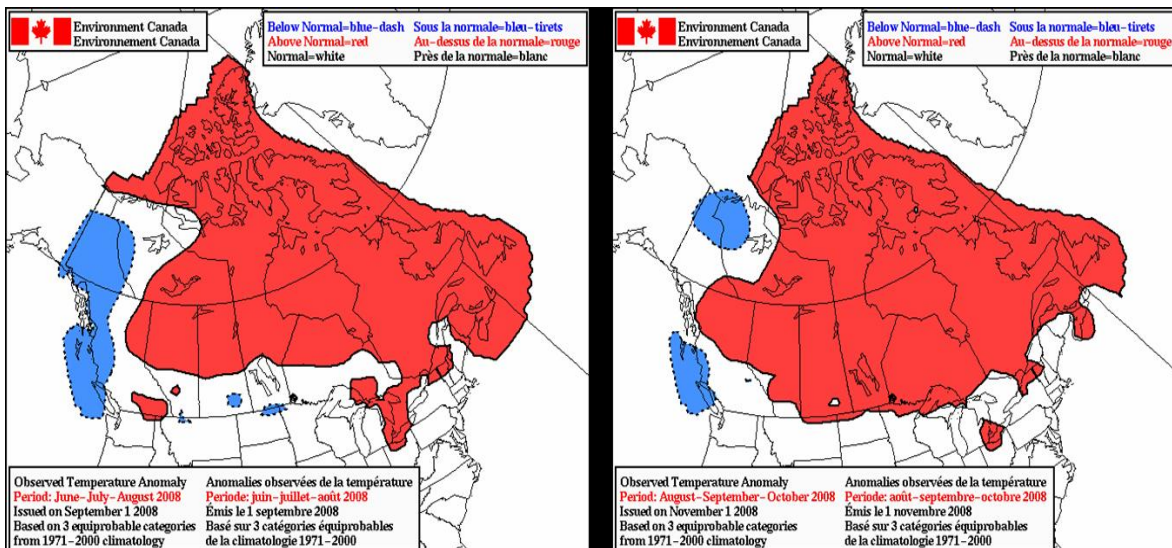 Environment Canada
Environnement Canada
Below Normal=blue-dash Sous la normale=bleu-tirets
Above Normal=red Au-dessus de la normale=rouge
Normal=white Près de la normale=blanc
Observed Temperature Anomaly
Period: June-July-August 2008
Issued on September 1 2008
Based on 3 equiprobable categories
from 1971-2000 climatology
Anomalies observées de la température
Periode: juin-juillet-août 2008
Émis le 1 septembre 2008
Basé sur 3 catégories équiprobables
de la climatologie 1971-2000
Environment Canada
Environnement Canada
Below Normal=blue-dash Sous la normale=bleu-tirets
Above Normal=red Au-dessus de la normale=rouge
Normal=white Près de la normale=blanc
Observed Temperature Anomaly
Period: August-September-October 2008
Issued on November 1 2008
Based on 3 equiprobable categories
from 1971-2000 climatology
Anomalies observées de la température
Periode: août-septembre-octobre 2008
Émis le 1 novembre 2008
Basé sur 3 catégories équiprobables
de la climatologie 1971-2000